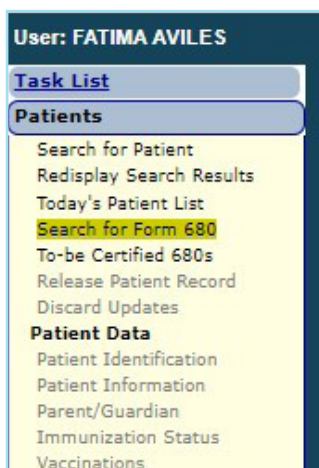 User: FATIMA AVILES
Task List
Patients
Search for Patient
Redisplay Search Results
Today's Patient List
Search for Form 680
To-be Certified 680s
Release Patient Record
Discard Updates
Patient Data
Patient Identification
Patient Information
Parent/Guardian
Immunization Status
Vaccinations